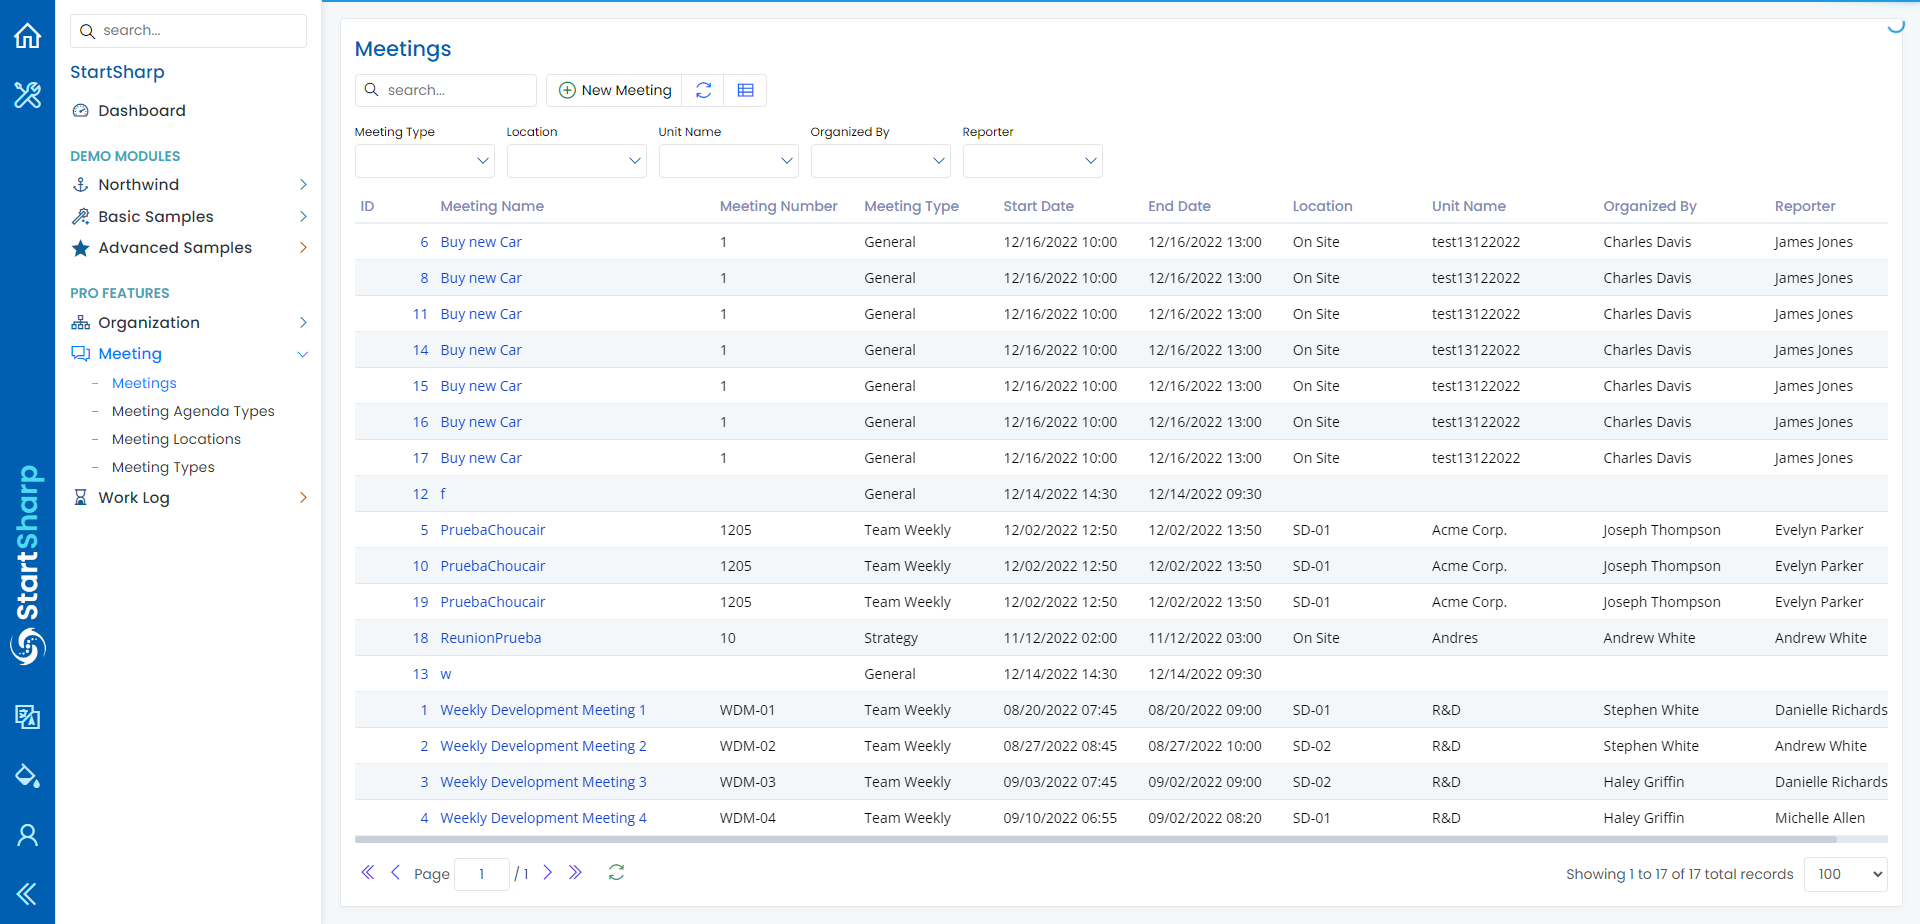 search...
StartSharp
Dashboard
DEMO MODULES
Northwind
Basic Samples
Advanced Samples
PRO FEATURES
Organization
Meeting
- Meetings
- Meeting Agenda Types
- Meeting Locations
- Meeting Types
Work Log
StartSharp
Meetings
search...
New Meeting
Meeting Type Location Unit Name Organized By Reporter
ID Meeting Name Meeting Number Meeting Type Start Date End Date Location Unit Name Organized By Reporter
6 Buy new Car 1 General 12/16/2022 10:00 12/16/2022 13:00 On Site test13122022 Charles Davis James Jones
8 Buy new Car 1 General 12/16/2022 10:00 12/16/2022 13:00 On Site test13122022 Charles Davis James Jones
11 Buy new Car 1 General 12/16/2022 10:00 12/16/2022 13:00 On Site test13122022 Charles Davis James Jones
14 Buy new Car 1 General 12/16/2022 10:00 12/16/2022 13:00 On Site test13122022 Charles Davis James Jones
15 Buy new Car 1 General 12/16/2022 10:00 12/16/2022 13:00 On Site test13122022 Charles Davis James Jones
16 Buy new Car 1 General 12/16/2022 10:00 12/16/2022 13:00 On Site test13122022 Charles Davis James Jones
17 Buy new Car 1 General 12/16/2022 10:00 12/16/2022 13:00 On Site test13122022 Charles Davis James Jones
12 f General 12/14/2022 14:30 12/14/2022 09:30
5 PruebaChoucair 1205 Team Weekly 12/02/2022 12:50 12/02/2022 13:50 SD-01 Acme Corp. Joseph Thompson Evelyn Parker
10 PruebaChoucair 1205 Team Weekly 12/02/2022 12:50 12/02/2022 13:50 SD-01 Acme Corp. Joseph Thompson Evelyn Parker
19 PruebaChoucair 1205 Team Weekly 12/02/2022 12:50 12/02/2022 13:50 SD-01 Acme Corp. Joseph Thompson Evelyn Parker
18 ReunionPrueba 10 Strategy 11/12/2022 02:00 11/12/2022 03:00 On Site Andres Andrew White Andrew White
13 w General 12/14/2022 14:30 12/14/2022 09:30
1 Weekly Development Meeting 1 WDM-01 Team Weekly 08/20/2022 07:45 08/20/2022 09:00 SD-01 R&D Stephen White Danielle Richards
2 Weekly Development Meeting 2 WDM-02 Team Weekly 08/27/2022 08:45 08/27/2022 10:00 SD-02 R&D Stephen White Andrew White
3 Weekly Development Meeting 3 WDM-03 Team Weekly 09/03/2022 07:45 09/02/2022 09:00 SD-02 R&D Haley Griffin Danielle Richards
4 Weekly Development Meeting 4 WDM-04 Team Weekly 09/10/2022 06:55 09/02/2022 08:20 SD-01 R&D Haley Griffin Michelle Allen
Page 1 / 1
Showing 1 to 17 of 17 total records 100